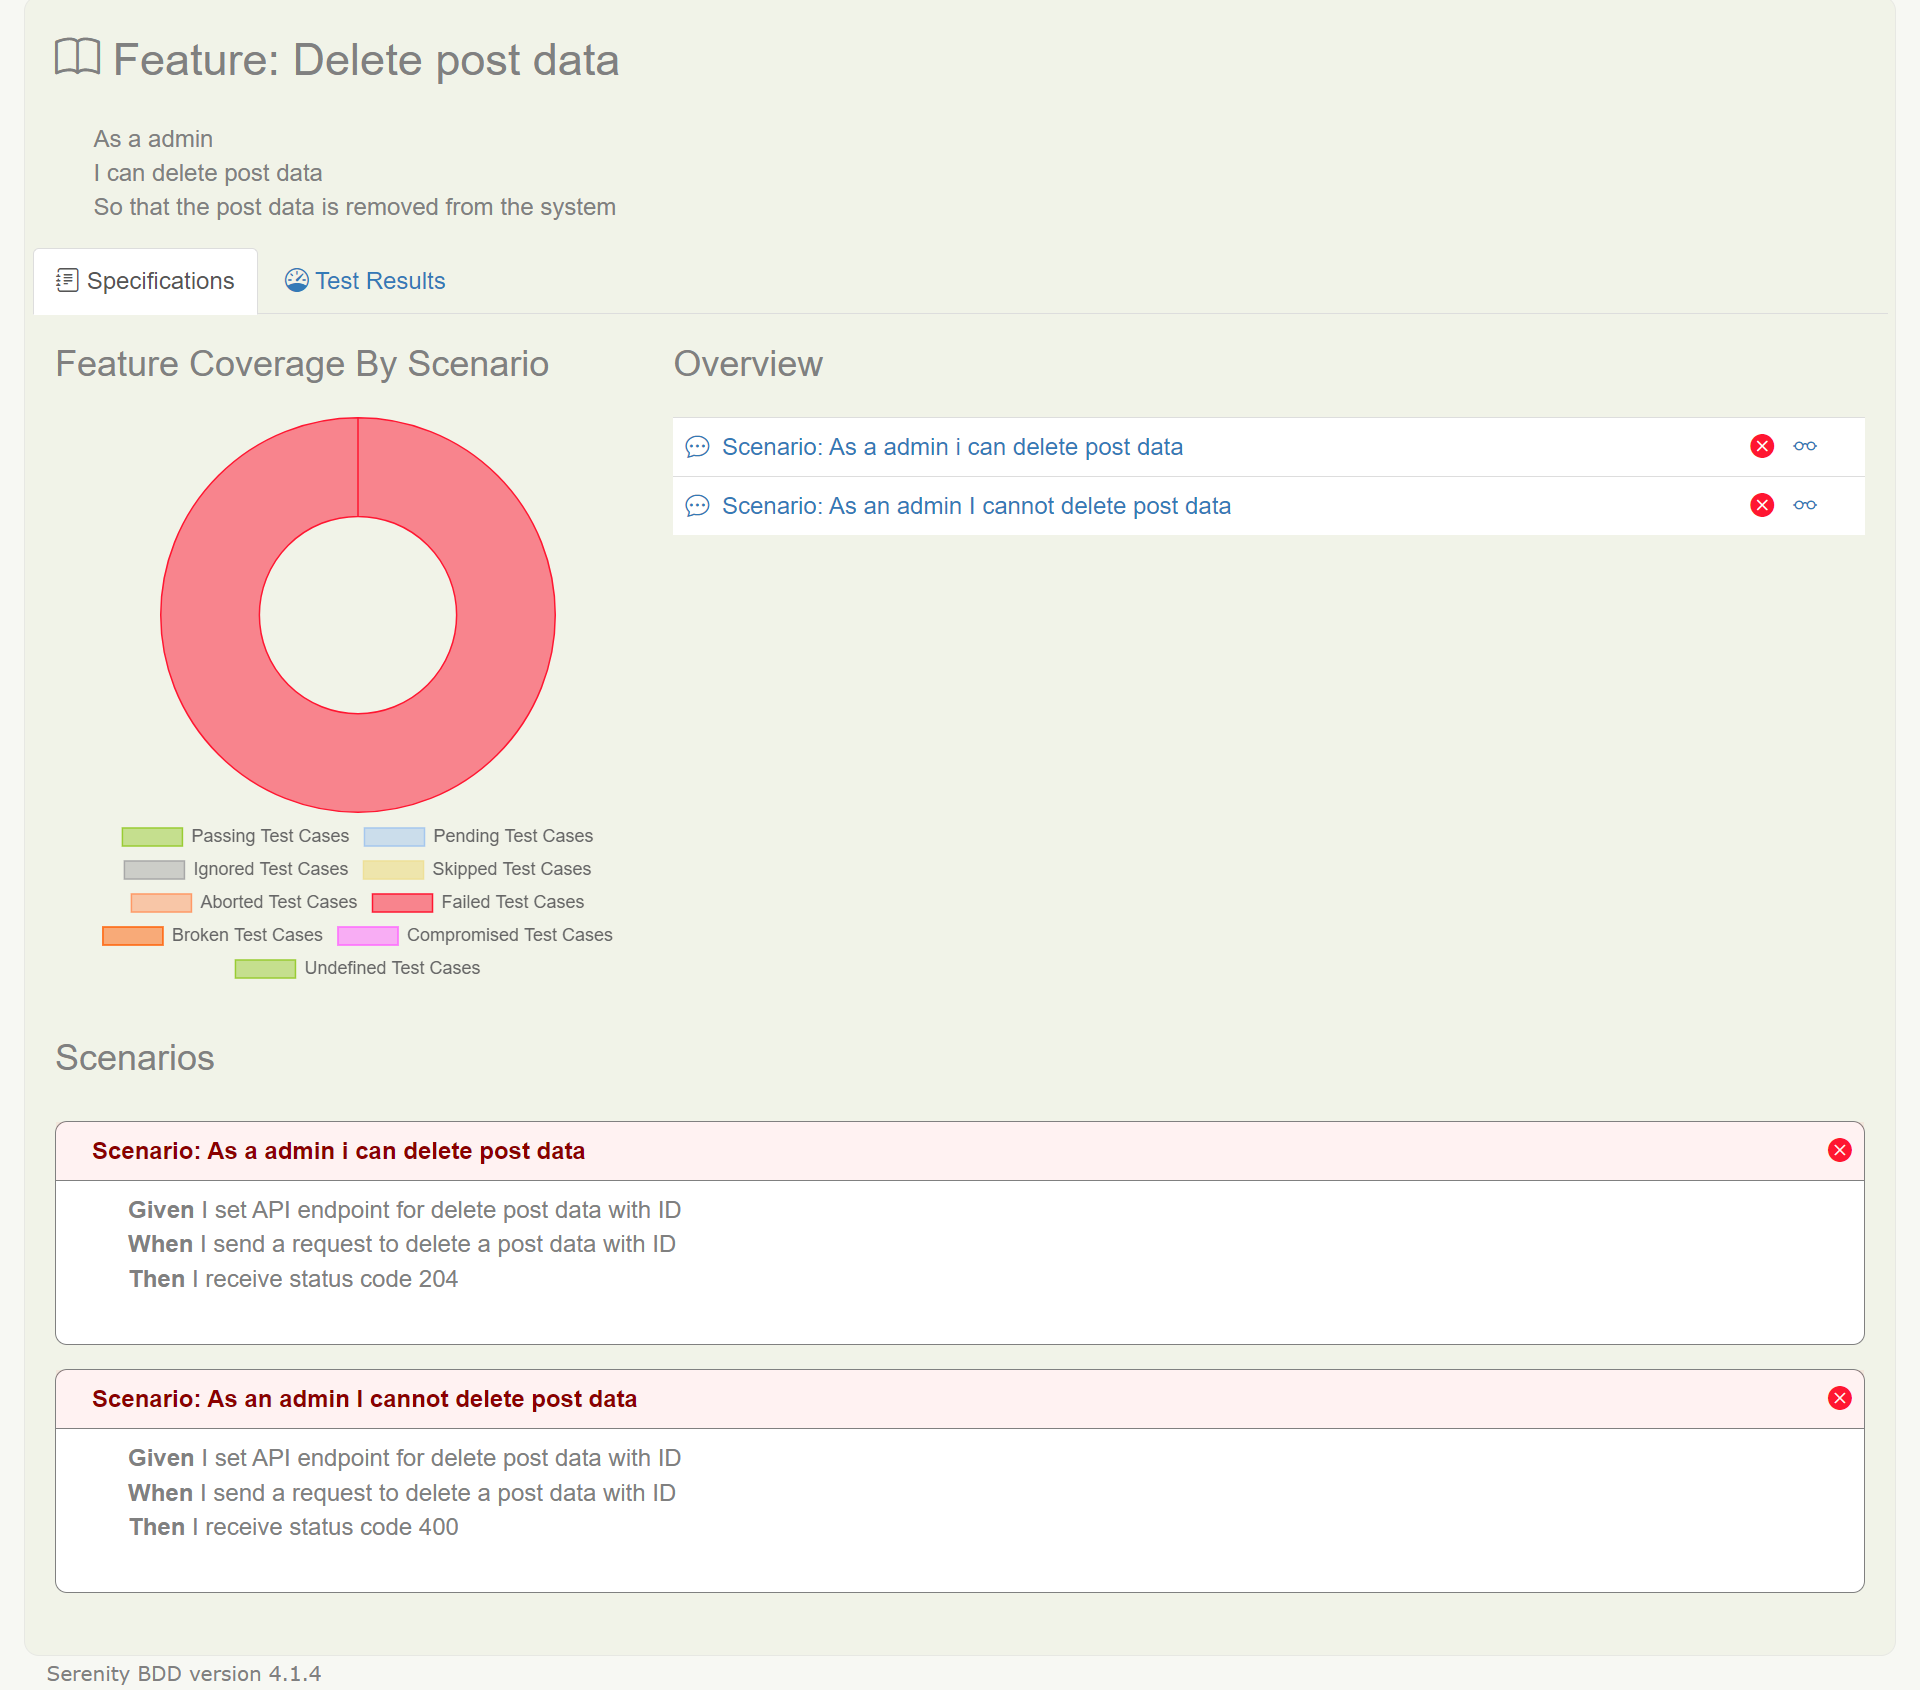 Feature: Delete post data
As a admin
I can delete post data
So that the post data is removed from the system
Specifications
Test Results
Feature Coverage By Scenario
Passing Test Cases
Pending Test Cases
Ignored Test Cases
Skipped Test Cases
Aborted Test Cases
Failed Test Cases
Broken Test Cases
Compromised Test Cases
Undefined Test Cases
Overview
Scenario: As a admin i can delete post data
Scenario: As an admin I cannot delete post data
Scenarios
Scenario: As a admin i can delete post data
Given I set API endpoint for delete post data with ID
When I send a request to delete a post data with ID
Then I receive status code 204
Scenario: As an admin I cannot delete post data
Given I set API endpoint for delete post data with ID
When I send a request to delete a post data with ID
Then I receive status code 400
Serenity BDD version 4.1.4